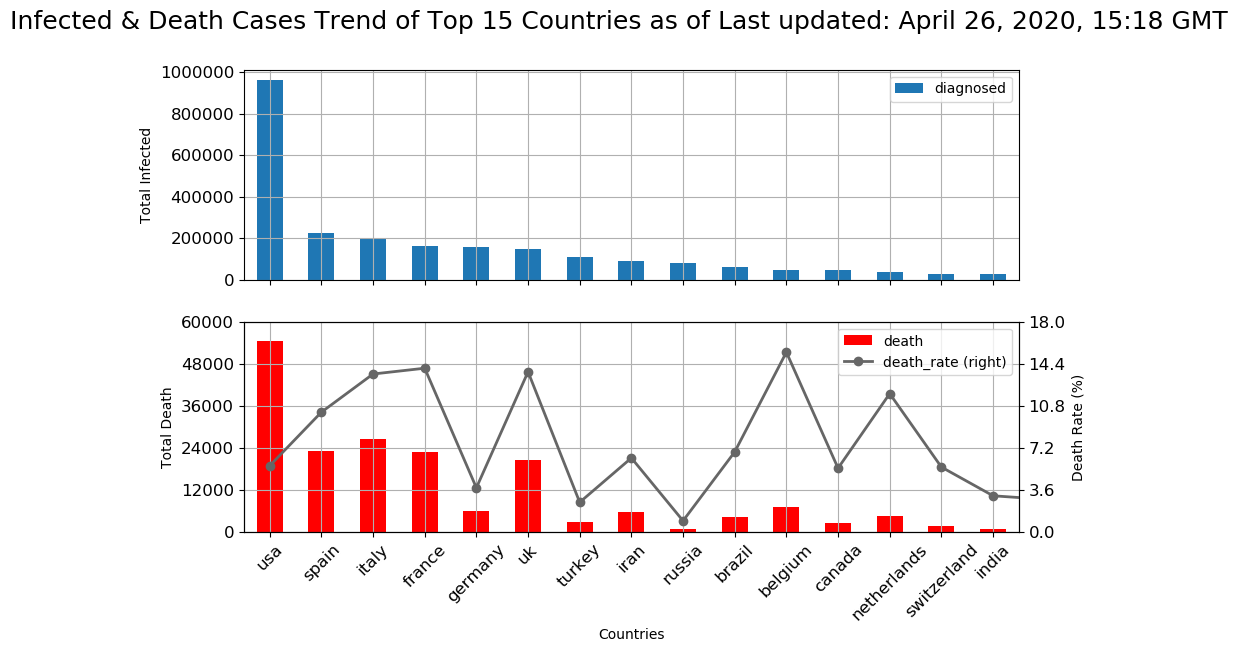 Infected & Death Cases Trend of Top 15 Countries as of Last updated: April 26, 2020, 15:18 GMT
1000000
800000
600000
400000
200000
0
Total Infected
diagnosed
60000
48000
36000
24000
12000
0
Total Death
death
death_rate (right)
18.0
14.4
10.8
7.2
3.6
0.0
Death Rate (%)
usa
spain
italy
france
germany
uk
turkey
iran
russia
brazil
belgium
canada
netherlands
switzerland
india
Countries